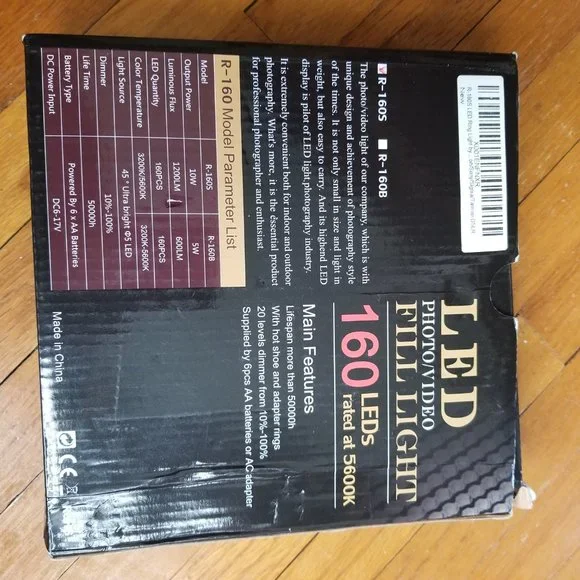 LED
PHOTO/VIDEO
FILL LIGHT
160 LEDs
rated at 5600K
Main Features
Lifespan more than 50000h
With hot shoe and adapter rings
20 levels dimmer from 10%-100%
Supplied by 6pcs AA batteries or AC adapter
Made in China
CE
R-160S LED Ring Light by
New
R-160S R-160B
The photo/video light of our company, which is with
unique design and achievement of photography style
of the times. It is not only small in size and light in
weight, but also easy to carry. And its highend LED
display is pilot of LED light photography industry.
It is extremely convenient both for indoor and outdoor
photography. What's more, it is the essential product
for professional photographer and enthusiast.
R-160 Model Parameter List
Model R-160S R-160B
Output Power 10W 5W
Luminous Flux 1200LM 600LM
LED Quantity 160PCS 160PCS
Color Temperature 3200K-5600K 3200K-5600K
Light Source 45° Ultra bright Φ5 LED
Dimmer 10%-100%
Life Time 50000h
Battery Type Powered By 6 x AA Batteries
DC Power Input DC6-17V